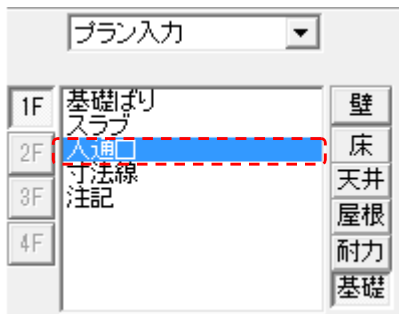 プラン入力
1F
2F
3F
4F
基礎ばり
スラブ
人通口
寸法線
注記
壁
床
天井
屋根
耐力
基礎